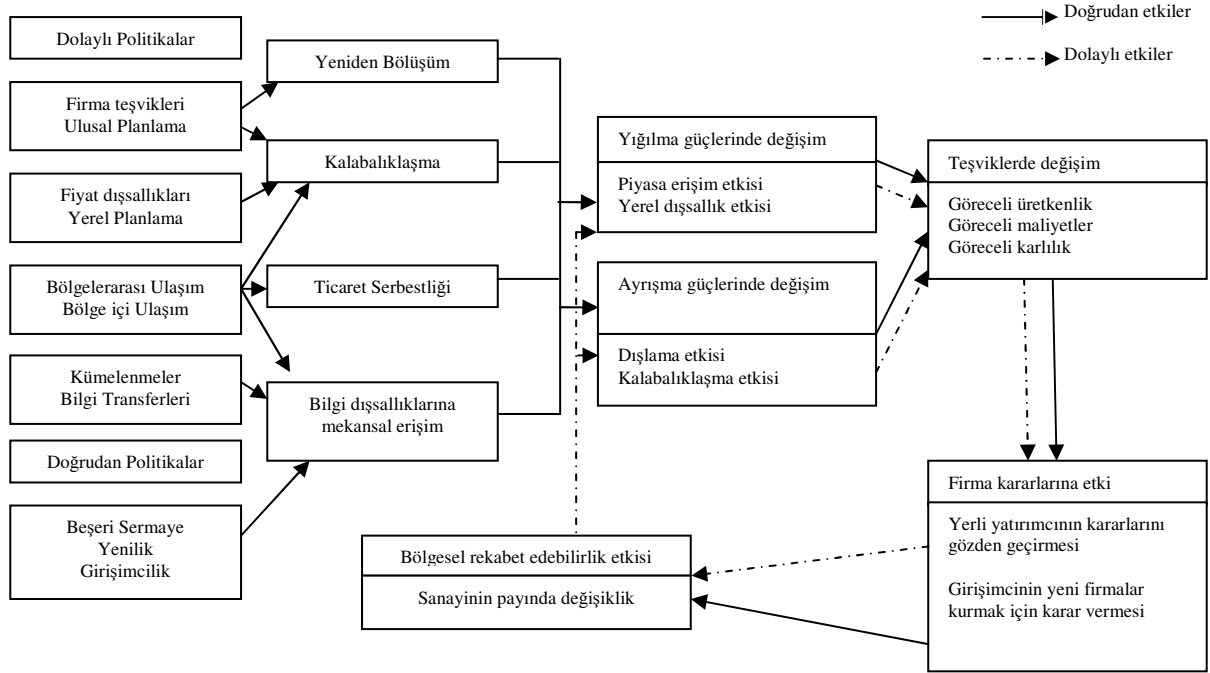 Doğrudan etkiler
Dolaylı etkiler
Dolaylı Politikalar
Firma teşvikleri
Ulusal Planlama
Fiyat dışsallıkları
Yerel Planlama
Bölgelerarası Ulaşım
Bölge içi Ulaşım
Kümelenmeler
Bilgi Transferleri
Doğrudan Politikalar
Beşeri Sermaye
Yenilik
Girişimcilik
Yeniden Bölüşüm
Kalabalıklaşma
Ticaret Serbestliği
Bilgi dışsallıklarına
mekansal erişim
Yığılma güçlerinde değişim
Piyasa erişim etkisi
Yerel dışsallık etkisi
Ayrışma güçlerinde değişim
Dışlama etkisi
Kalabalıklaşma etkisi
Teşviklerde değişim
Göreceli üretkenlik
Göreceli maliyetler
Göreceli karlılık
Firma kararlarına etki
Yerli yatırımcının kararlarını
gözden geçirmesi
Girişimcinin yeni firmalar
kurmak için karar vermesi
Bölgesel rekabet edebilirlik etkisi
Sanayinin payında değişiklik